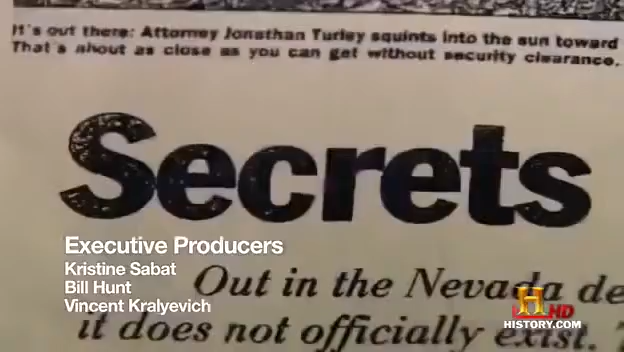 It's out there: Attorney Jonathan Turley squints into the sun toward
That's about as close as you can get without security clearance.
Secrets
Executive Producers
Kristine Sabat
Bill Hunt
Vincent Kralyevich
Out in the Nevada de
it does not officially exist.
H HD
HISTORY.COM